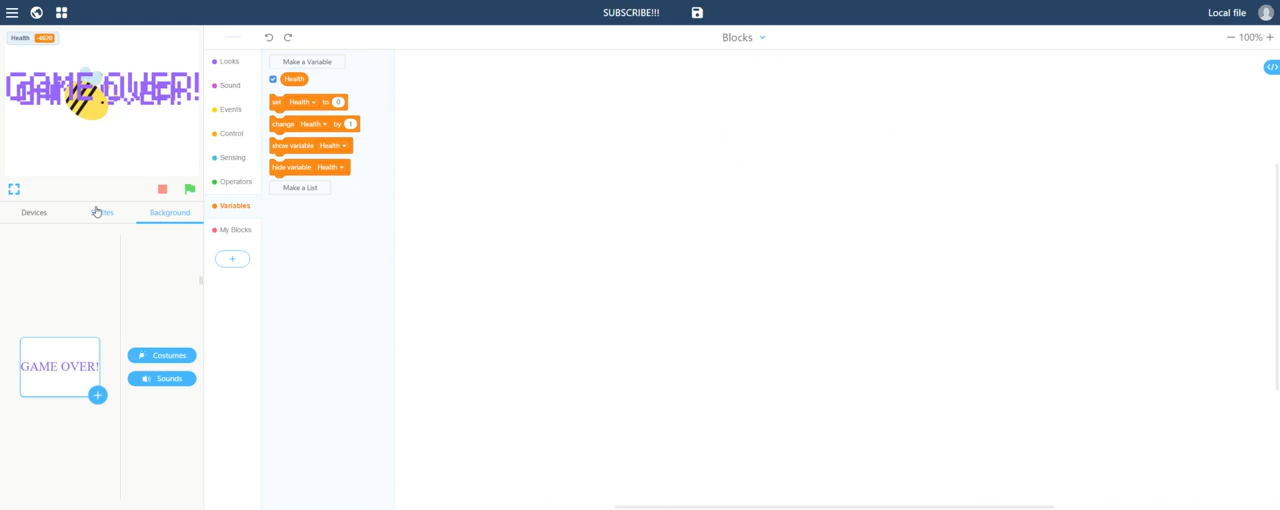 SUBSCRIBE!!!
Local file
Health -4620
Blocks
100%
GAME OVER!
Devices
Background
Looks
Sound
Events
Control
Sensing
Operators
Variables
My Blocks
+
Make a Variable
Health
set Health to 0
change Health by 1
show variable Health
hide variable Health
Make a List
GAME OVER!
Costumes
Sounds